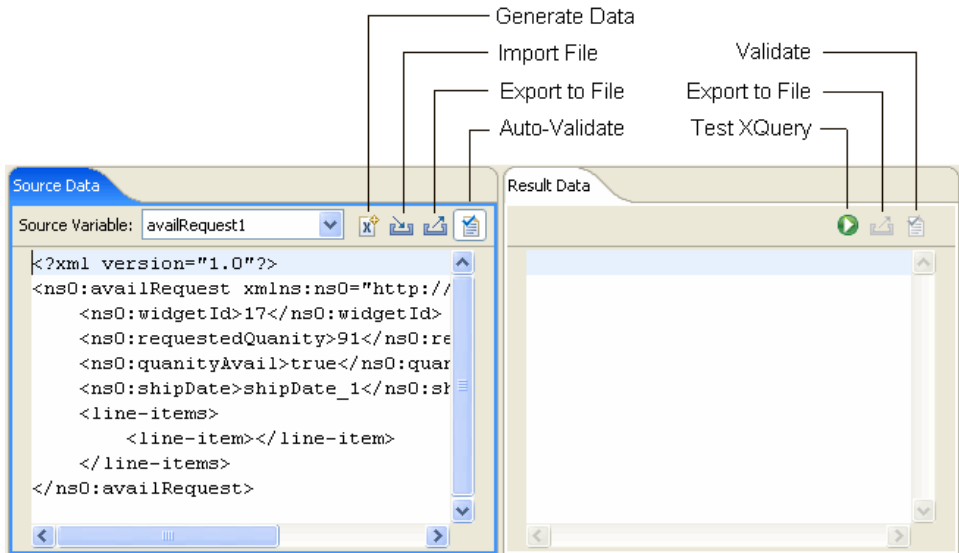 Generate Data
Import File
Validate
Export to File
Export to File
Auto-Validate
Test XQuery
Source Data
Result Data
Source Variable: availRequest1
<?xml version="1.0"?>
<ns0:availRequest xmlns:ns0="http://
<ns0:widgetId>17</ns0:widgetId>
<ns0:requestedQuanity>91</ns0:re
<ns0:quanityAvail>true</ns0:quar
<ns0:shipDate>shipDate_1</ns0:sh
<line-items>
<line-item></line-item>
</line-items>
</ns0:availRequest>